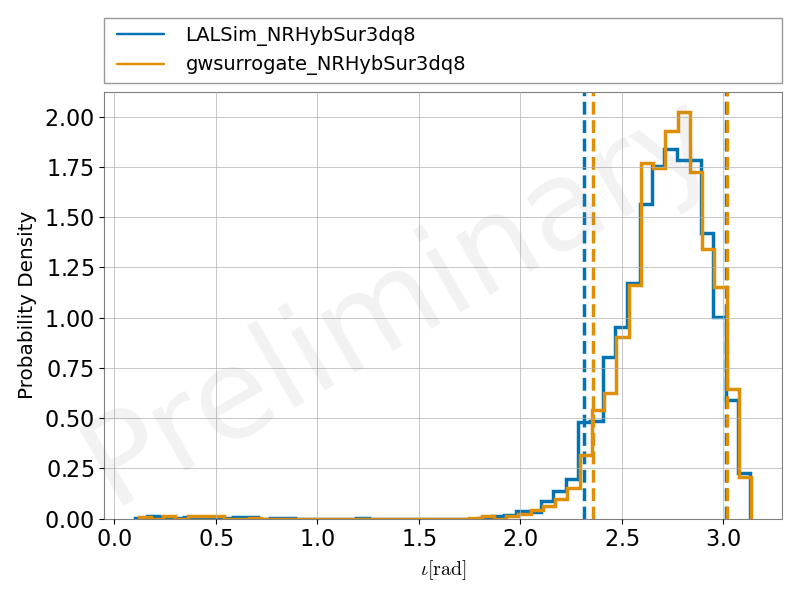 LALSim_NRHybSur3dq8
gwsurrogate_NRHybSur3dq8
Preliminary
Probability Density
2.00
1.75
1.50
1.25
1.00
0.75
0.50
0.25
0.00
0.0 0.5 1.0 1.5 2.0 2.5 3.0
ι[rad]